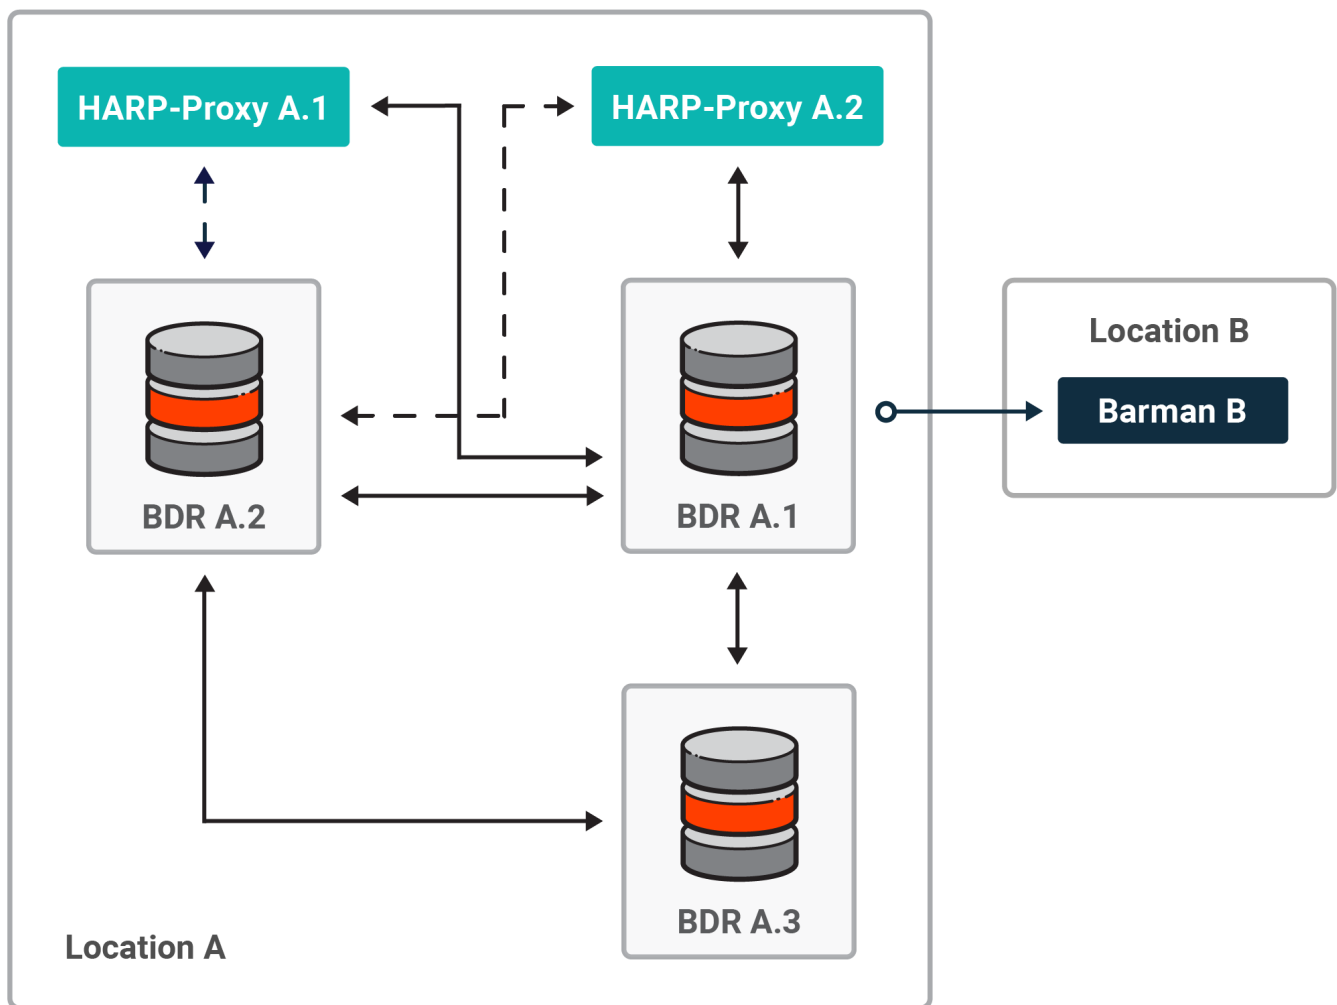 HARP-Proxy A.1
HARP-Proxy A.2
BDR A.2
BDR A.1
Location B
Barman B
BDR A.3
Location A